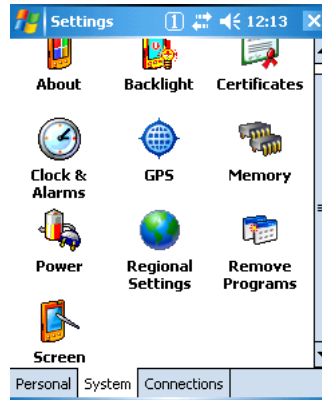 Settings 1 12:13
About Backlight Certificates
Clock & GPS Memory
Alarms
Power Regional Remove
Settings Programs
Screen
Personal System Connections